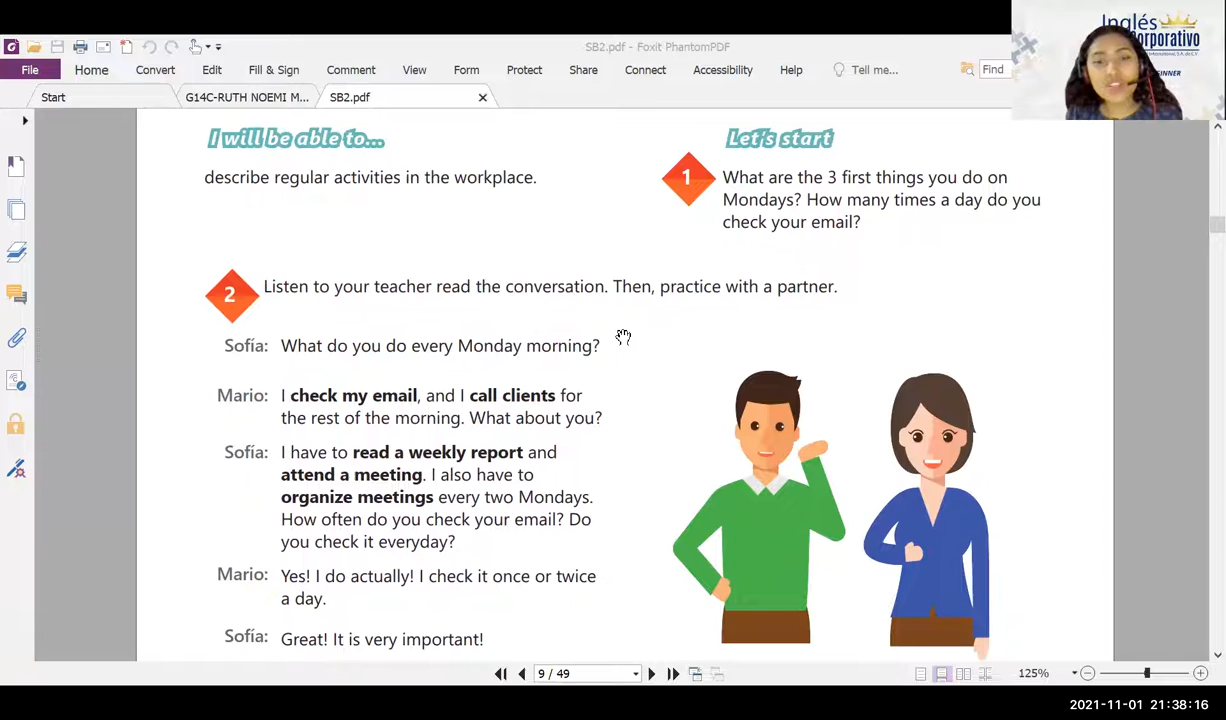 SB2.pdf - Foxit PhantomPDF
File Home Convert Edit Fill & Sign Comment View Form Protect Share Connect Accessibility Help Tell me... Find
Start G14C-RUTH NOEMI M... SB2.pdf
Inglés
Corporativo
International, S.A. de C.V.
I will be able to...
describe regular activities in the workplace.
Let's start
1 What are the 3 first things you do on
Mondays? How many times a day do you
check your email?
2 Listen to your teacher read the conversation. Then, practice with a partner.
Sofía: What do you do every Monday morning?
Mario: I check my email, and I call clients for
the rest of the morning. What about you?
Sofía: I have to read a weekly report and
attend a meeting. I also have to
organize meetings every two Mondays.
How often do you check your email? Do
you check it everyday?
Mario: Yes! I do actually! I check it once or twice
a day.
Sofía: Great! It is very important!
9 / 49
125%
2021-11-01 21:38:16